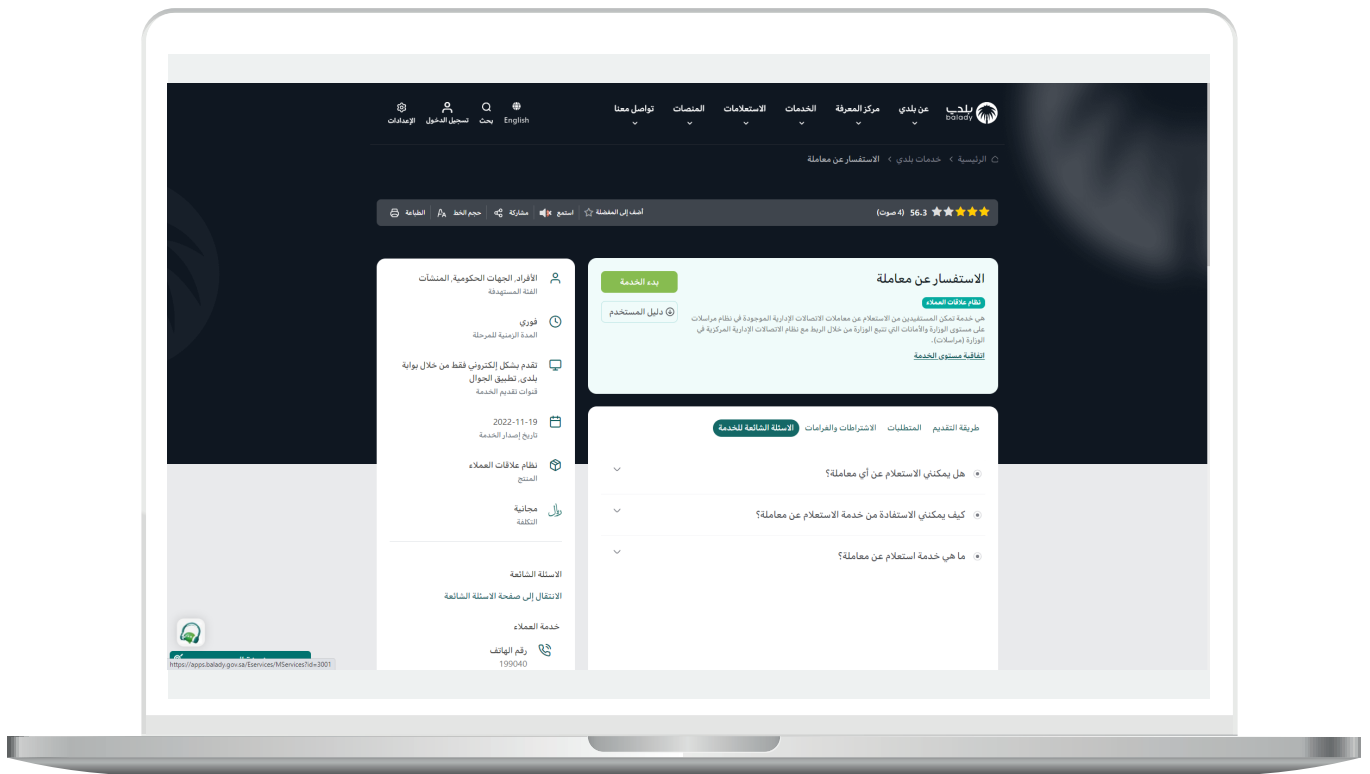 بلدي
balady
عن بلدي
مركز المعرفة
الخدمات
الاستعلامات
المنصات
تواصل معنا
English
بحث
تسجيل الدخول
الإعدادات
الرئيسية
خدمات بلدي
الاستفسار عن معاملة
56.3 (4 صوت)
أضف إلى المفضلة
استمع
مشاركة
حجم الخط
الطباعة
الاستفسار عن معاملة
نظام علاقات العملاء
هي خدمة تمكن المستفيدين من الاستعلام عن معاملات الاتصالات الإدارية الموجودة في نظام مراسلات
على مستوى الوزارة والأمانات التي تتبع الوزارة من خلال الربط مع نظام الاتصالات الإدارية المركزية في
الوزارة (مراسلات).
اتفاقية مستوى الخدمة
بدء الخدمة
دليل المستخدم
طريقة التقديم
المتطلبات
الاشتراطات والغرامات
الاسئلة الشائعة للخدمة
هل يمكنني الاستعلام عن أي معاملة؟
كيف يمكنني الاستفادة من خدمة الاستعلام عن معاملة؟
ما هي خدمة استعلام عن معاملة؟
الأفراد, الجهات الحكومية, المنشآت
الفئة المستهدفة
فوري
المدة الزمنية للمرحلة
تقدم بشكل إلكتروني فقط من خلال بوابة
بلدي, تطبيق الجوال
قنوات تقديم الخدمة
2022-11-19
تاريخ إصدار الخدمة
نظام علاقات العملاء
المنتج
ريال
مجانية
التكلفة
الاسئلة الشائعة
الانتقال إلى صفحة الاسئلة الشائعة
خدمة العملاء
رقم الهاتف
199040
https://apps.balady.gov.sa/Eservices/MServices?id=3001